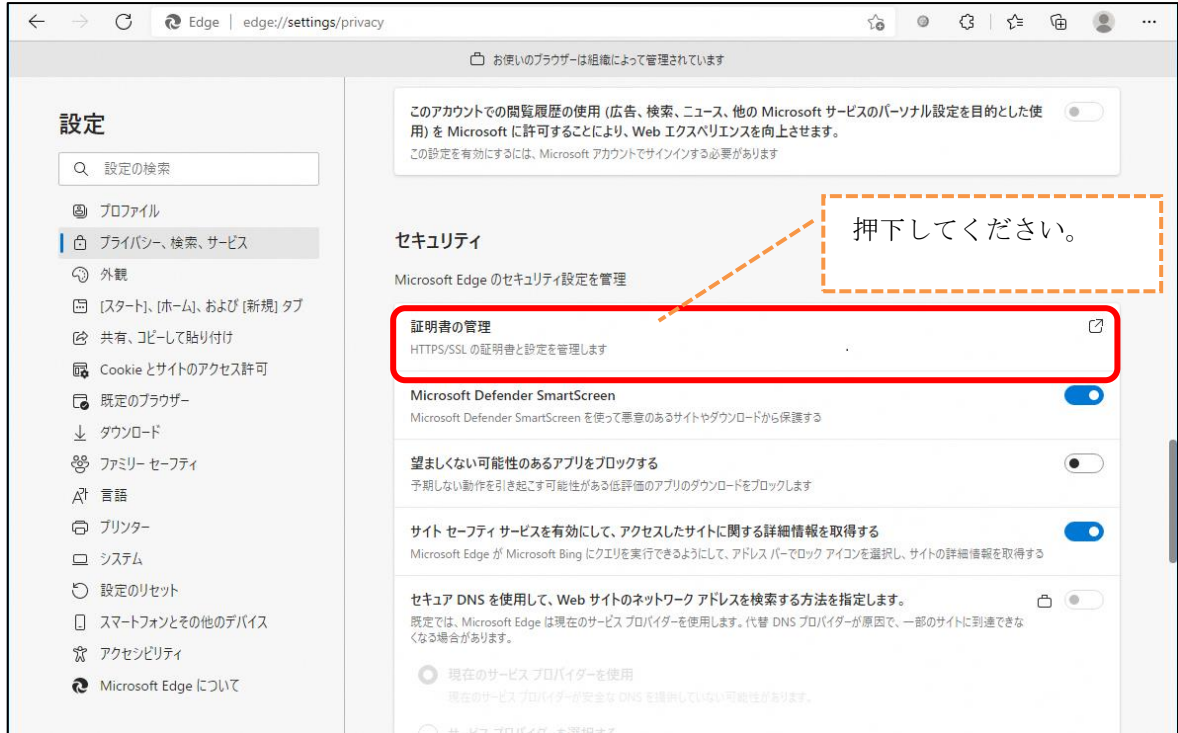 Edge | edge://settings/privacy
お使いのブラウザーは組織によって管理されています
設定
設定の検索
プロファイル
プライバシー、検索、サービス
外観
[スタート]、[ホーム]、および [新規] タブ
共有、コピーして貼り付け
Cookie とサイトのアクセス許可
既定のブラウザー
ダウンロード
ファミリー セーフティ
言語
プリンター
システム
設定のリセット
スマートフォンとその他のデバイス
アクセシビリティ
Microsoft Edge について
このアカウントでの閲覧履歴の使用 (広告、検索、ニュース、他の Microsoft サービスのパーソナル設定を目的とした使
用) を Microsoft に許可することにより、Web エクスペリエンスを向上させます。
この設定を有効にするには、Microsoft アカウントでサインインする必要があります
押下してください。
セキュリティ
Microsoft Edge のセキュリティ設定を管理
証明書の管理
HTTPS/SSL の証明書と設定を管理します
Microsoft Defender SmartScreen
Microsoft Defender SmartScreen を使って悪意のあるサイトやダウンロードから保護する
望ましくない可能性のあるアプリをブロックする
予期しない動作を引き起こす可能性がある低評価のアプリのダウンロードをブロックします
サイト セーフティ サービスを有効にして、アクセスしたサイトに関する詳細情報を取得する
Microsoft Edge が Microsoft Bing にクエリを実行できるようにして、アドレス バーでロック アイコンを選択し、サイトの詳細情報を取得する
セキュア DNS を使用して、Web サイトのネットワーク アドレスを検索する方法を指定します。
既定では、Microsoft Edge は現在のサービス プロバイダーを使用します。代替 DNS プロバイダーが原因で、一部のサイトに到達できな
くなる場合があります。
現在のサービス プロバイダーを使用
現在のサービス プロバイダーが安全な DNS を提供していない可能性があります。
サービス プロバイダーを選択する